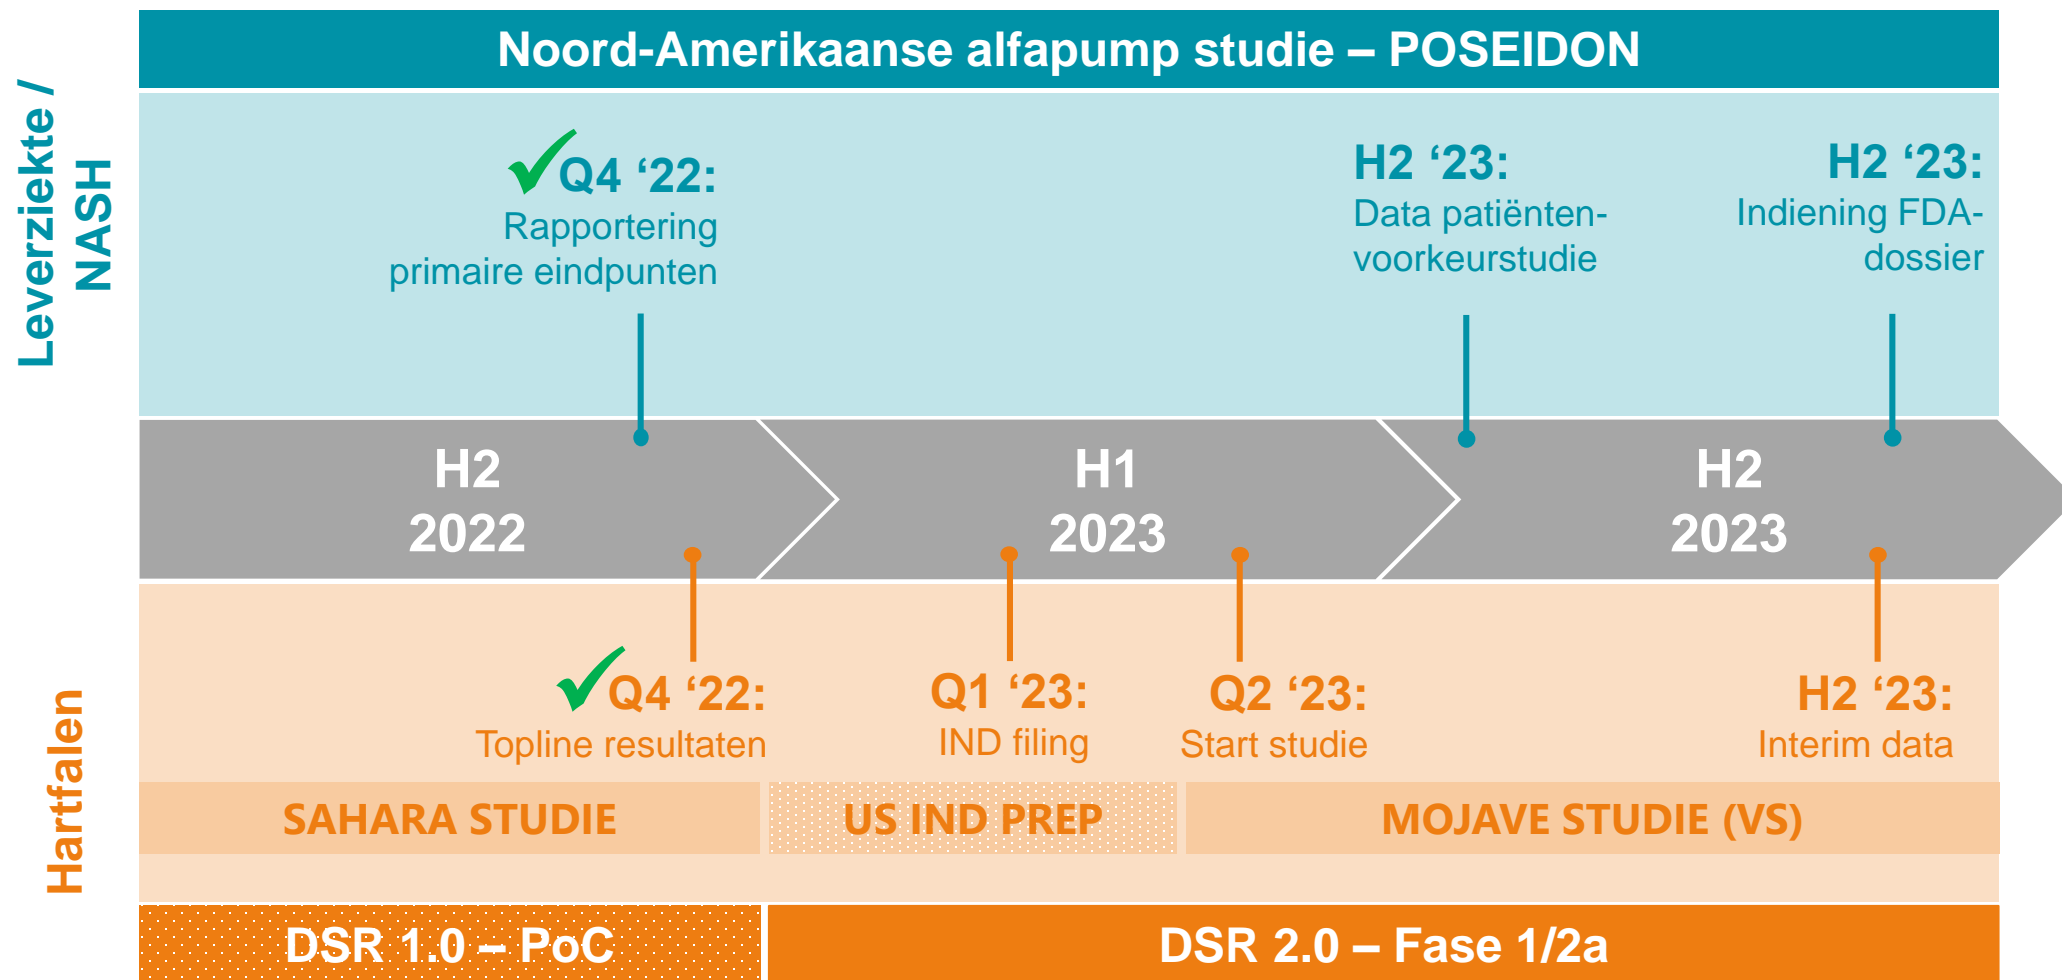 Noord-Amerikaanse alfapump studie – POSEIDON
Leverziekte /
NASH
Q4 ‘22:
Rapportering
primaire eindpunten
H2 ‘23:
Data patiënten-
voorkeurstudie
H2 ‘23:
Indiening FDA-
dossier
H2
2022
H1
2023
H2
2023
Hartfalen
Q4 ‘22:
Topline resultaten
Q1 ‘23:
IND filing
Q2 ‘23:
Start studie
H2 ‘23:
Interim data
SAHARA STUDIE
US IND PREP
MOJAVE STUDIE (VS)
DSR 1.0 – PoC
DSR 2.0 – Fase 1/2a